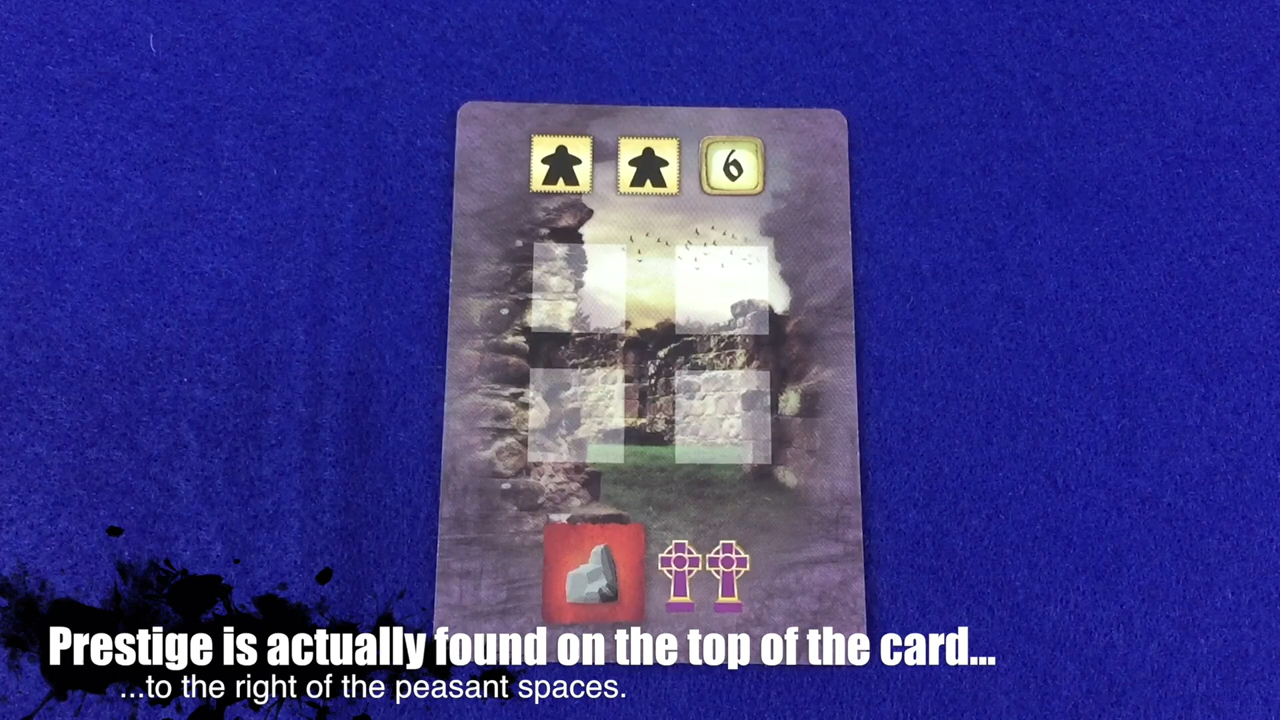 6
Prestige is actually found on the top of the card...
...to the right of the peasant spaces.